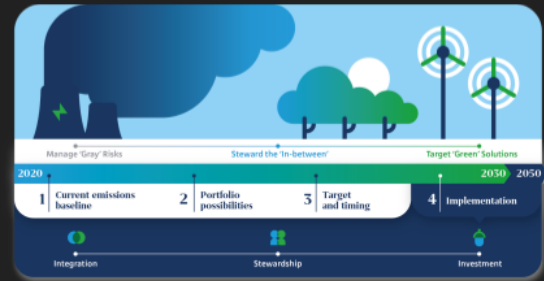 Manage 'Gray' Risks
Steward the 'In-between'
Target 'Green' Solutions
2020
2030
2050
1 Current emissions
baseline
2 Portfolio
possibilities
3 Target
and timing
4 Implementation
Integration
Stewardship
Investment